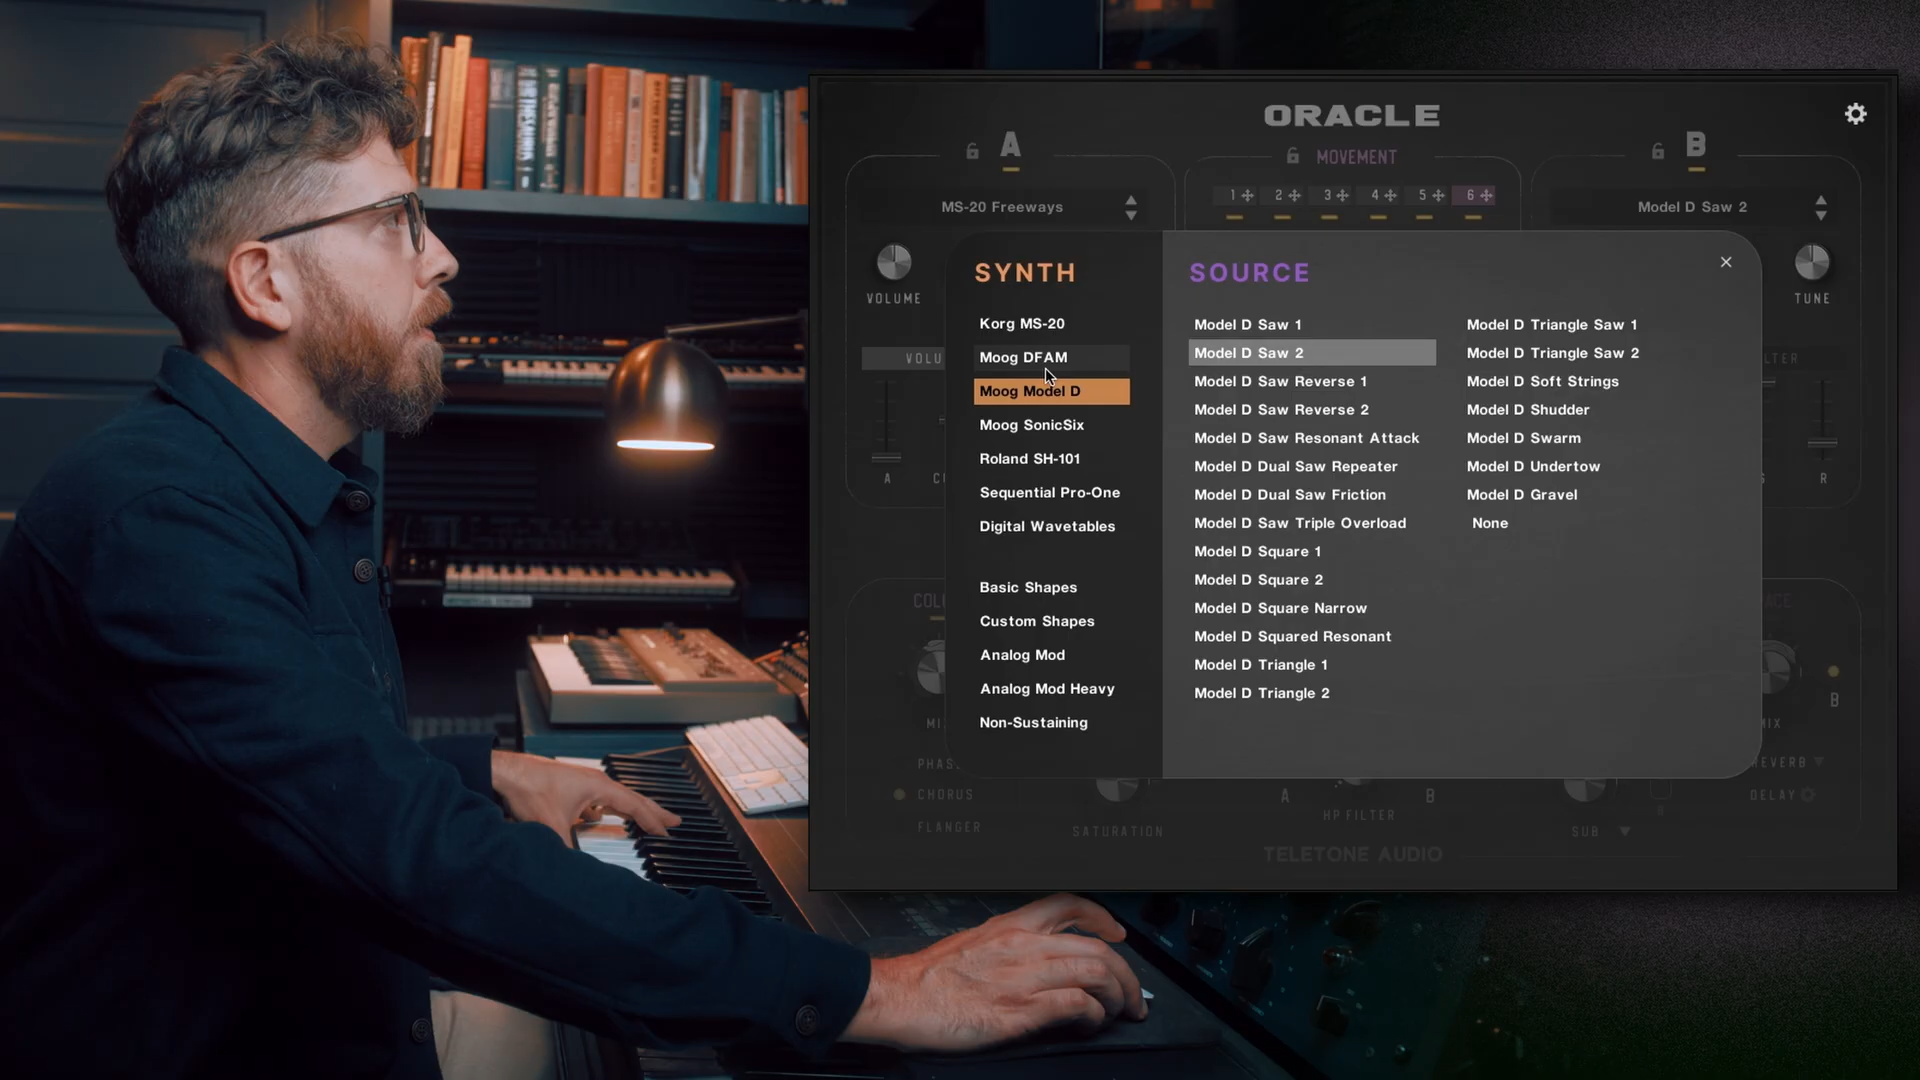 ORACLE
A
MOVEMENT
B
MS-20 Freeways
1 2 3 4 5 6
Model D Saw 2
VOLUME
TUNE
SYNTH
Korg MS-20
Moog DFAM
Moog Model D
Moog SonicSix
Roland SH-101
Sequential Pro-One
Digital Wavetables
Basic Shapes
Custom Shapes
Analog Mod
Analog Mod Heavy
Non-Sustaining
SOURCE
Model D Saw 1
Model D Saw 2
Model D Saw Reverse 1
Model D Saw Reverse 2
Model D Saw Resonant Attack
Model D Dual Saw Repeater
Model D Dual Saw Friction
Model D Saw Triple Overload
Model D Square 1
Model D Square 2
Model D Square Narrow
Model D Squared Resonant
Model D Triangle 1
Model D Triangle 2
Model D Triangle Saw 1
Model D Triangle Saw 2
Model D Soft Strings
Model D Shudder
Model D Swarm
Model D Undertow
Model D Gravel
None
A
R
B
CHORUS
FLANGER
SATURATION
A
HP FILTER
B
SUB
DELAY
TELETONE AUDIO